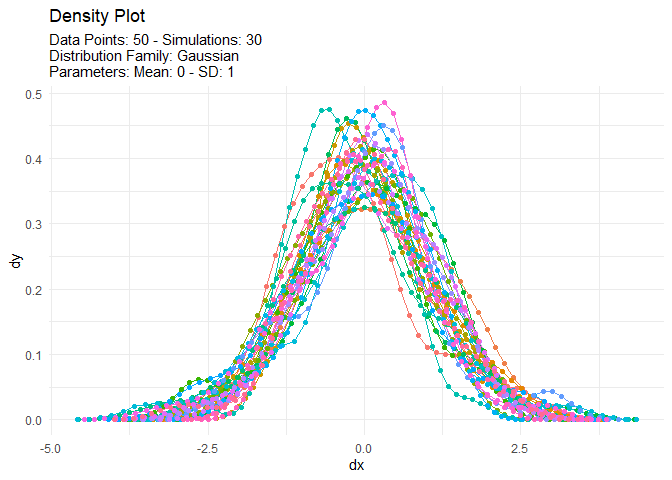 Density Plot
Data Points: 50 - Simulations: 30
Distribution Family: Gaussian
Parameters: Mean: 0 - SD: 1
0.5
0.4
0.3
0.2
0.1
0.0
dy
-5.0 -2.5 0.0 2.5
dx